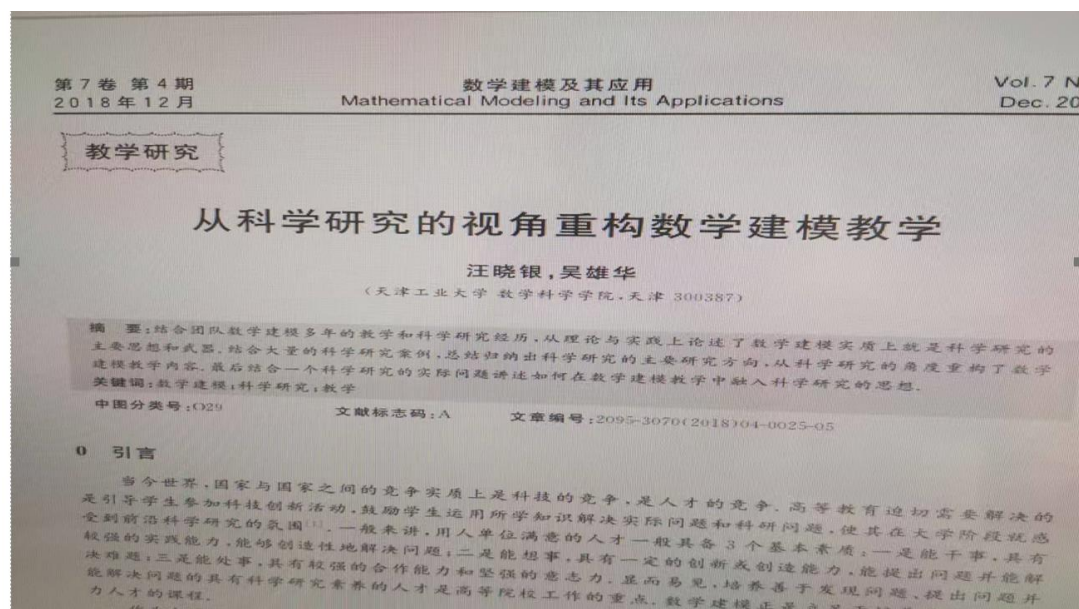 第7卷 第4期
数学建模及其应用
Vol. 7 N
2018年12月
Mathematical Modeling and Its Applications
Dec. 20
教学研究
从科学研究的视角重构数学建模教学
汪晓银,吴雄华
(天津工业大学 数学科学学院,天津 300387)
摘 要:结合团队数学建模多年的教学和科学研究经历,从理论与实践上论述了数学建模实质上就是科学研究的
主要思想和武器.结合大量的科学研究案例,总结归纳出科学研究的主要研究方向,从科学研究的角度重构了数学
建模教学内容.最后结合一个科学研究的实际问题讲述如何在数学建模教学中融入科学研究的思想.
关键词:数学建模;科学研究;教学
中图分类号:O29 文献标志码:A 文章编号:2095-3070(2018)04-0025-05
0 引言
当今世界,国家与国家之间的竞争实质上是科技的竞争,是人才的竞争.高等教育迫切需要解决的
是引导学生参加科技创新活动,鼓励学生运用所学知识解决实际问题和科研问题,使其在大学阶段就感
受到前沿科学研究的氛围[1].一般来讲,用人单位满意的人才一般具备3个基本素质:一是能干事,具有
较强的实践能力,能够创造性地解决问题;二是能想事,具有一定的创新或创造能力,能提出问题并能解
决难题;三是能处事,具有较强的合作能力和坚强的意志力.显而易见,培养善于发现问题、提出问题并
能解决问题的具有科学研究素养的人才是高等院校工作的重点.数学建模正是
力人才的课程.